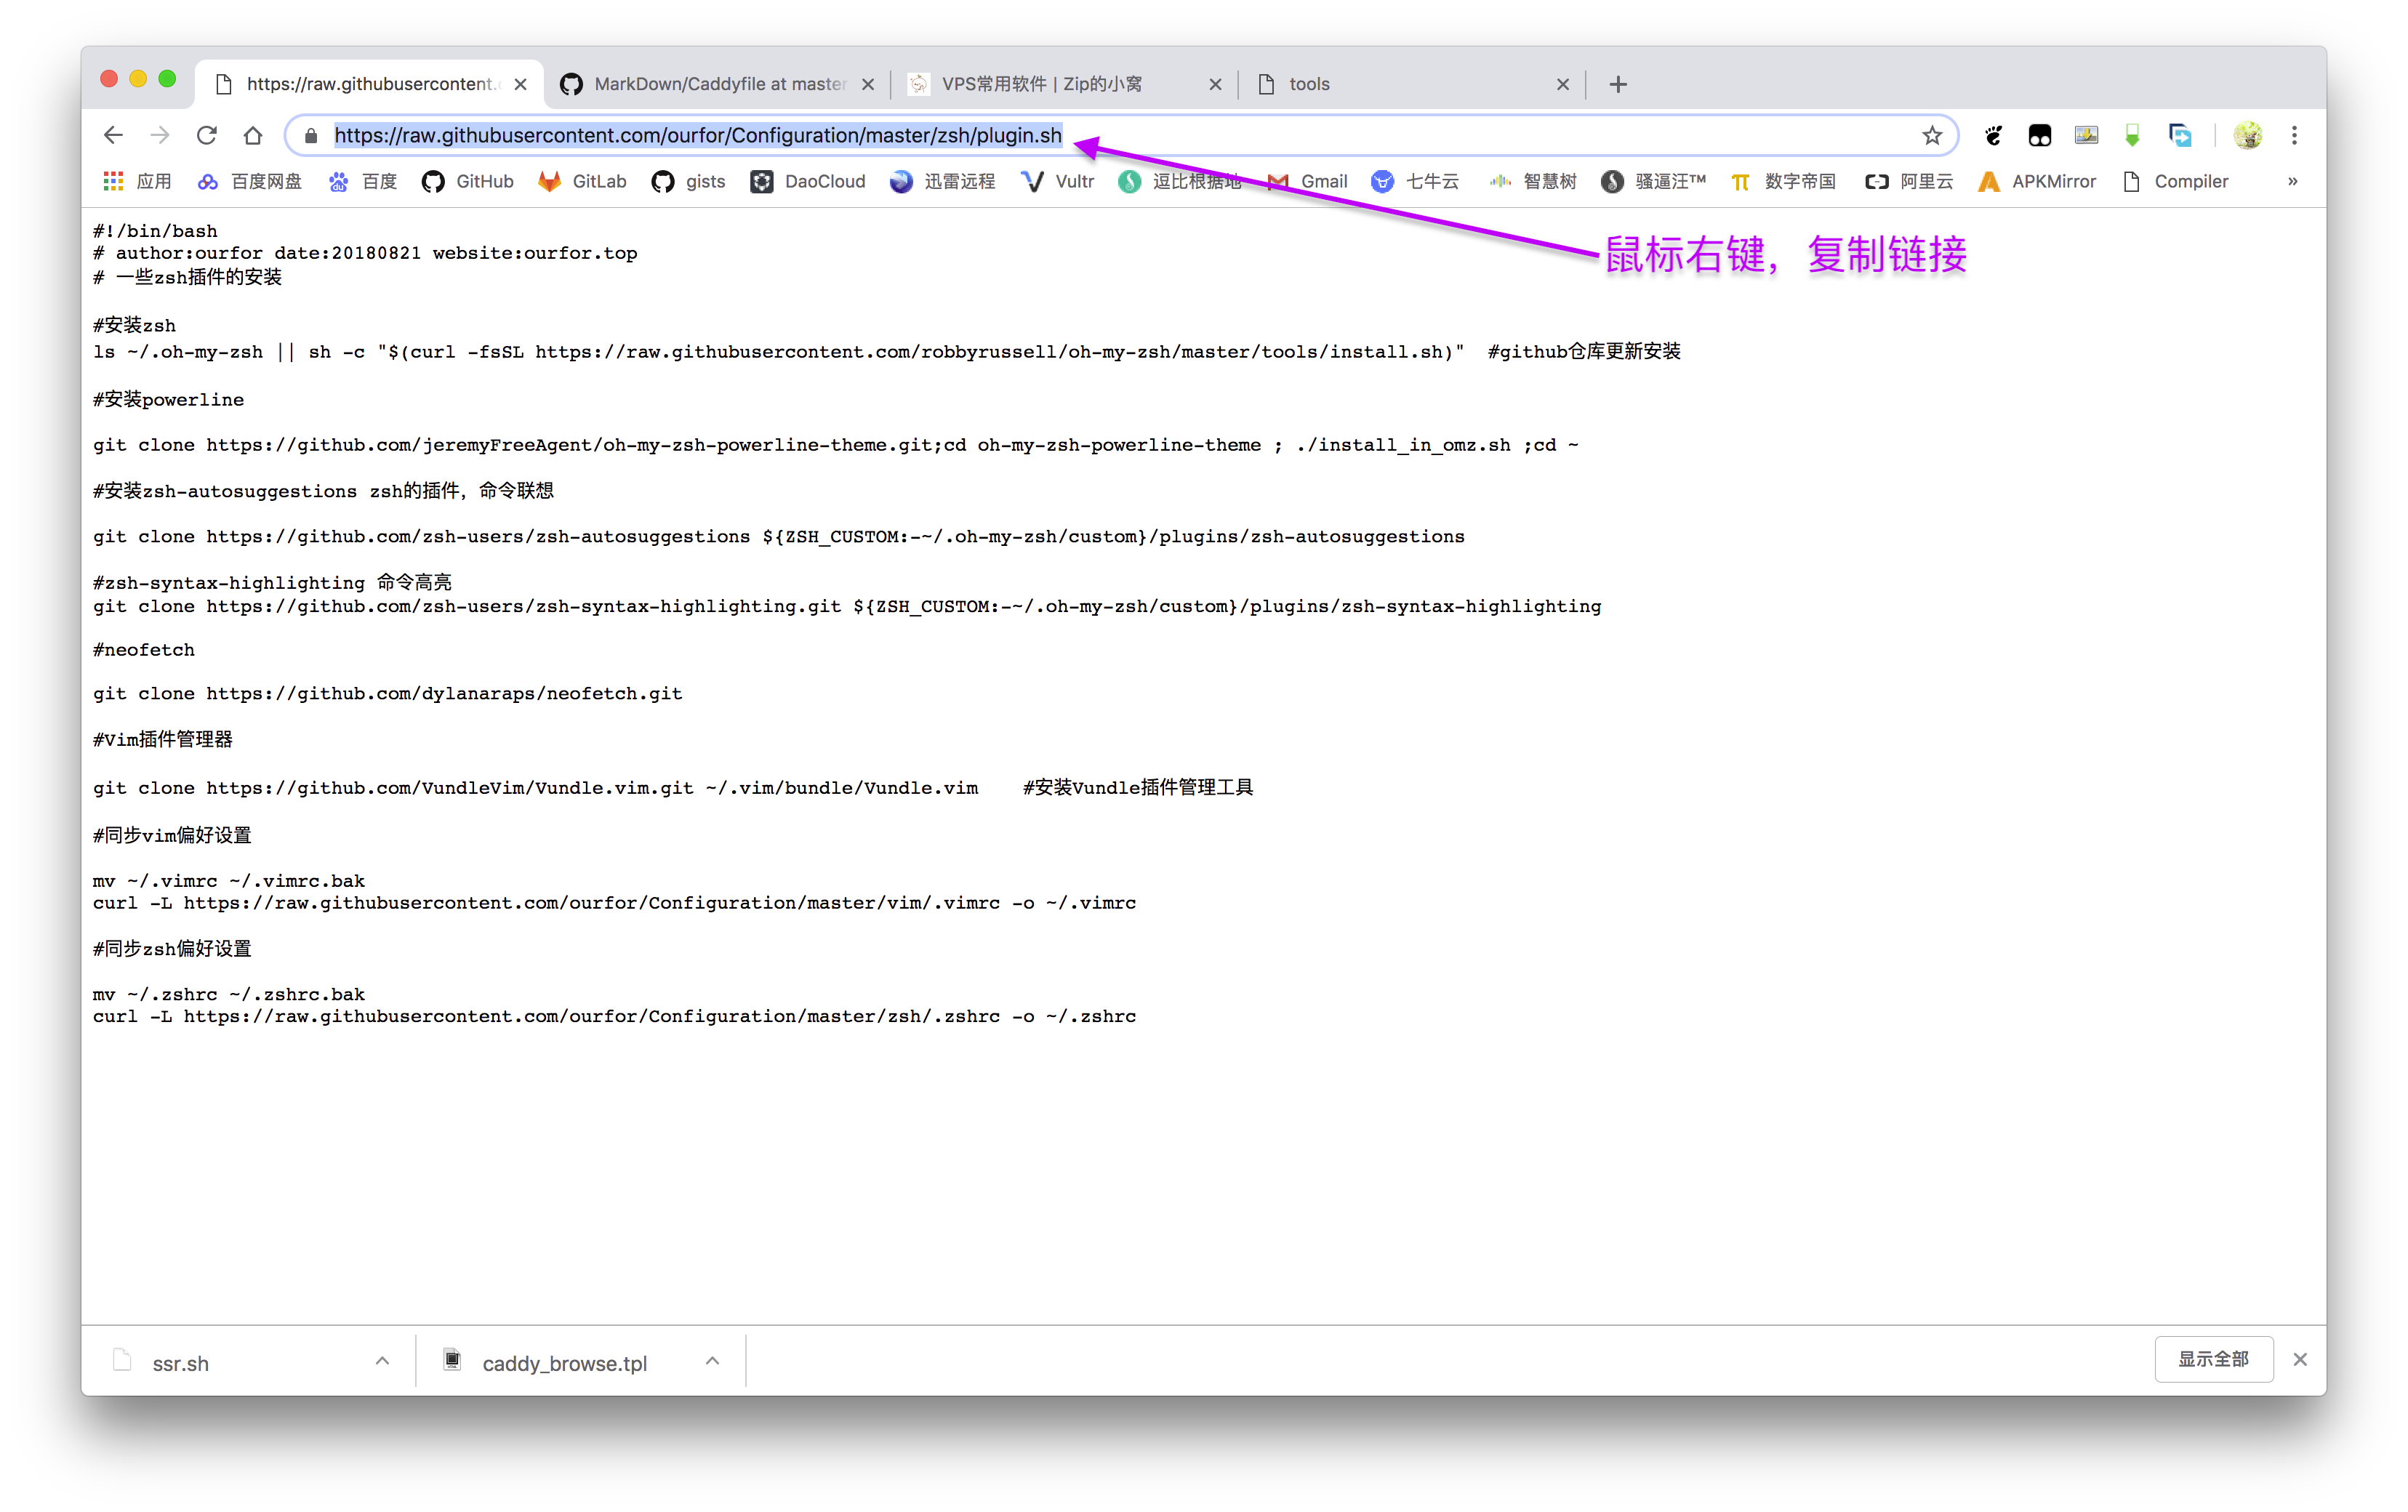 https://raw.githubusercontent.c
MarkDown/Caddyfile at master
VPS常用软件 | Zip的小窝
tools
https://raw.githubusercontent.com/ourfor/Configuration/master/zsh/plugin.sh
应用 百度网盘 百度 GitHub GitLab gists DaoCloud 迅雷远程 Vultr 逗比根据地 Gmail 七牛云 智慧树 骚逼汪™ 数字帝国 阿里云 APKMirror Compiler »
鼠标右键，复制链接
#!/bin/bash
# author:ourfor date:20180821 website:ourfor.top
# 一些zsh插件的安装
#安装zsh
ls ~/.oh-my-zsh || sh -c "$(curl -fsSL https://raw.githubusercontent.com/robbyrussell/oh-my-zsh/master/tools/install.sh)"  #github仓库更新安装
#安装powerline
git clone https://github.com/jeremyFreeAgent/oh-my-zsh-powerline-theme.git;cd oh-my-zsh-powerline-theme ; ./install_in_omz.sh ;cd ~
#安装zsh-autosuggestions zsh的插件，命令联想
git clone https://github.com/zsh-users/zsh-autosuggestions ${ZSH_CUSTOM:-~/.oh-my-zsh/custom}/plugins/zsh-autosuggestions
#zsh-syntax-highlighting 命令高亮
git clone https://github.com/zsh-users/zsh-syntax-highlighting.git ${ZSH_CUSTOM:-~/.oh-my-zsh/custom}/plugins/zsh-syntax-highlighting
#neofetch
git clone https://github.com/dylanaraps/neofetch.git
#Vim插件管理器
git clone https://github.com/VundleVim/Vundle.vim.git ~/.vim/bundle/Vundle.vim    #安装Vundle插件管理工具
#同步vim偏好设置
mv ~/.vimrc ~/.vimrc.bak
curl -L https://raw.githubusercontent.com/ourfor/Configuration/master/vim/.vimrc -o ~/.vimrc
#同步zsh偏好设置
mv ~/.zshrc ~/.zshrc.bak
curl -L https://raw.githubusercontent.com/ourfor/Configuration/master/zsh/.zshrc -o ~/.zshrc
ssr.sh
caddy_browse.tpl
显示全部